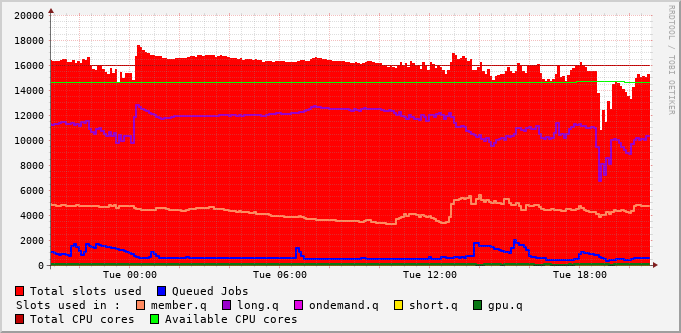 20000
18000
16000
14000
12000
10000
8000
6000
4000
2000
0
Tue 00:00 Tue 06:00 Tue 12:00 Tue 18:00
RRDTOOL / TOBI OETIKER
Total slots used Queued Jobs
Slots used in : member.q long.q ondemand.q short.q gpu.q
Total CPU cores Available CPU cores